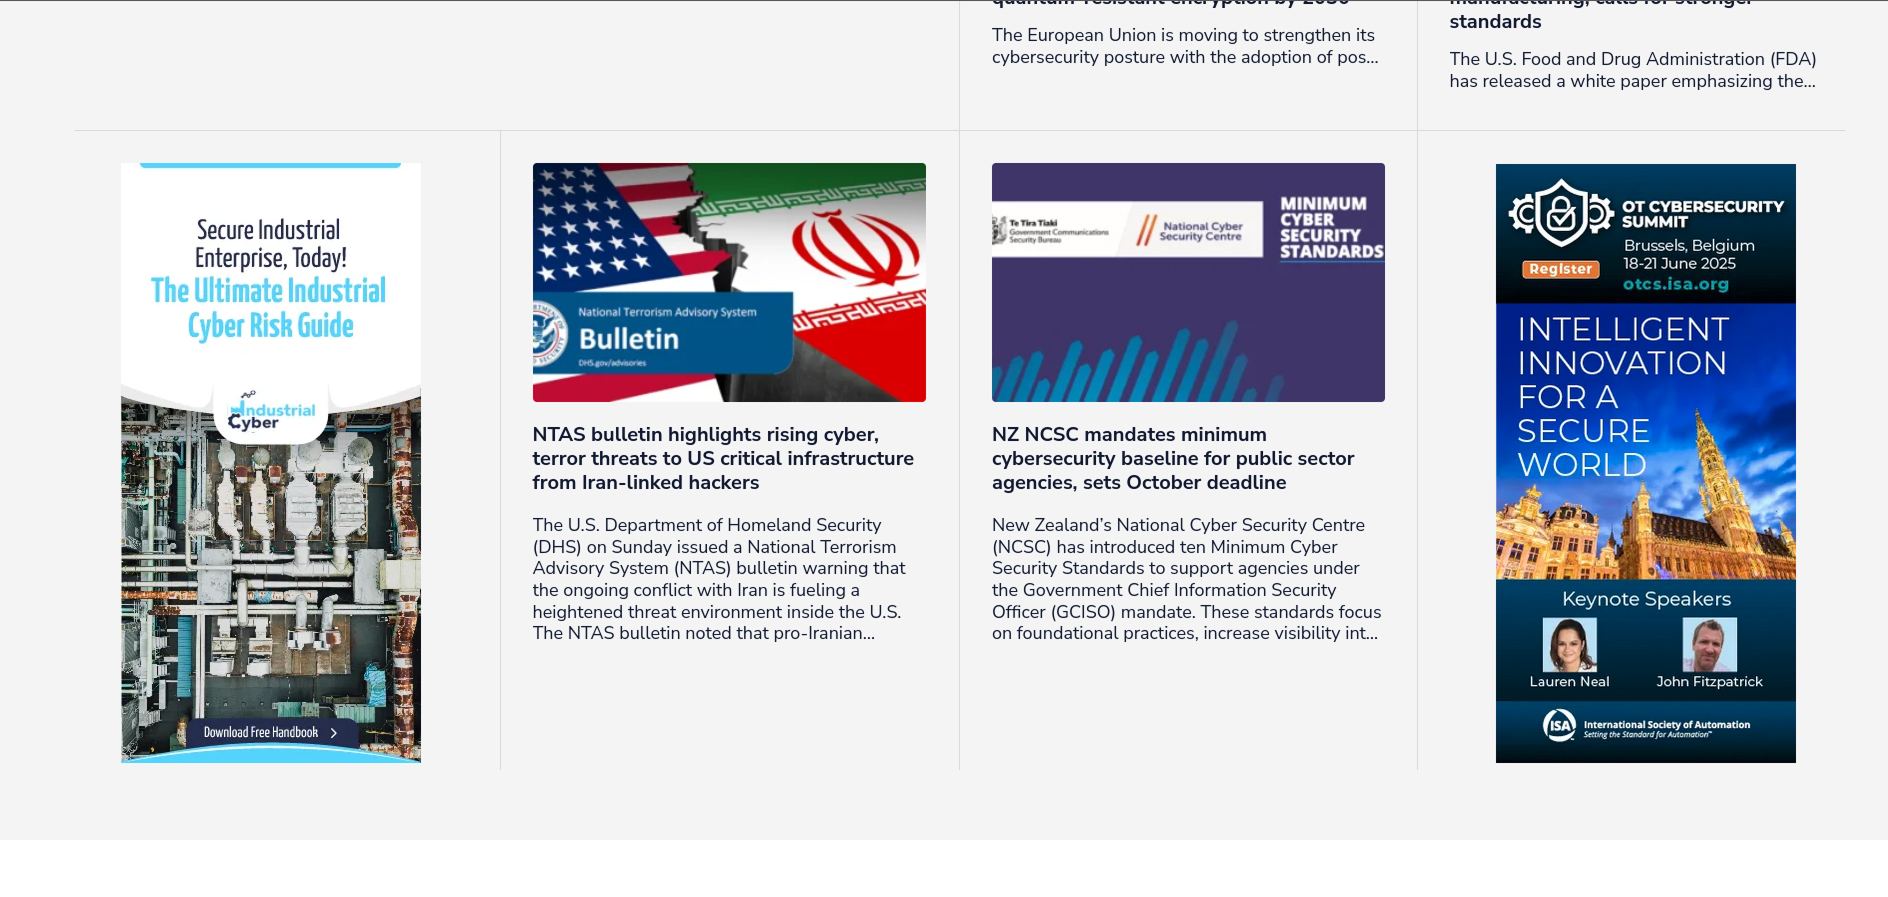 The European Union is moving to strengthen its
cybersecurity posture with the adoption of pos...
standards
The U.S. Food and Drug Administration (FDA)
has released a white paper emphasizing the...
Secure Industrial
Enterprise, Today!
The Ultimate Industrial
Cyber Risk Guide
Industrial
Cyber
Download Free Handbook
National Terrorism Advisory System
Bulletin
DHS.gov/advisories
NTAS bulletin highlights rising cyber,
terror threats to US critical infrastructure
from Iran-linked hackers
The U.S. Department of Homeland Security
(DHS) on Sunday issued a National Terrorism
Advisory System (NTAS) bulletin warning that
the ongoing conflict with Iran is fueling a
heightened threat environment inside the U.S.
The NTAS bulletin noted that pro-Iranian...
Te Tira Tiaki
Government Communications
Security Bureau
National Cyber
Security Centre
MINIMUM
CYBER
SECURITY
STANDARDS
NZ NCSC mandates minimum
cybersecurity baseline for public sector
agencies, sets October deadline
New Zealand’s National Cyber Security Centre
(NCSC) has introduced ten Minimum Cyber
Security Standards to support agencies under
the Government Chief Information Security
Officer (GCISO) mandate. These standards focus
on foundational practices, increase visibility int...
OT CYBERSECURITY
SUMMIT
Brussels, Belgium
18-21 June 2025
Register
otcs.isa.org
INTELLIGENT
INNOVATION
FOR A
SECURE
WORLD
Keynote Speakers
Lauren Neal
John Fitzpatrick
ISA
International Society of Automation
Setting the Standard for Automation™